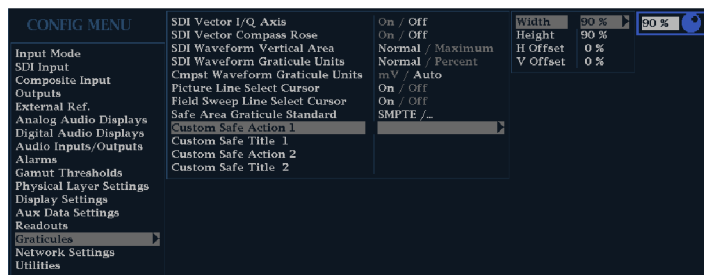 CONFIG MENU
Input Mode
SDI Input
Composite Input
Outputs
External Ref.
Analog Audio Displays
Digital Audio Displays
Audio Inputs/Outputs
Alarms
Gamut Thresholds
Physical Layer Settings
Display Settings
Aux Data Settings
Readouts
Graticules
Network Settings
Utilities
SDI Vector I/Q Axis On / Off
SDI Vector Compass Rose On / Off
SDI Waveform Vertical Area Normal / Maximum
SDI Waveform Graticule Units Normal / Percent
Cmpst Waveform Graticule Units mV / Auto
Picture Line Select Cursor On / Off
Field Sweep Line Select Cursor On / Off
Safe Area Graticule Standard SMPTE /...
Custom Safe Action 1
Custom Safe Title 1
Custom Safe Action 2
Custom Safe Title 2
Width 90 %
Height 90 %
H Offset 0 %
V Offset 0 %
90 %